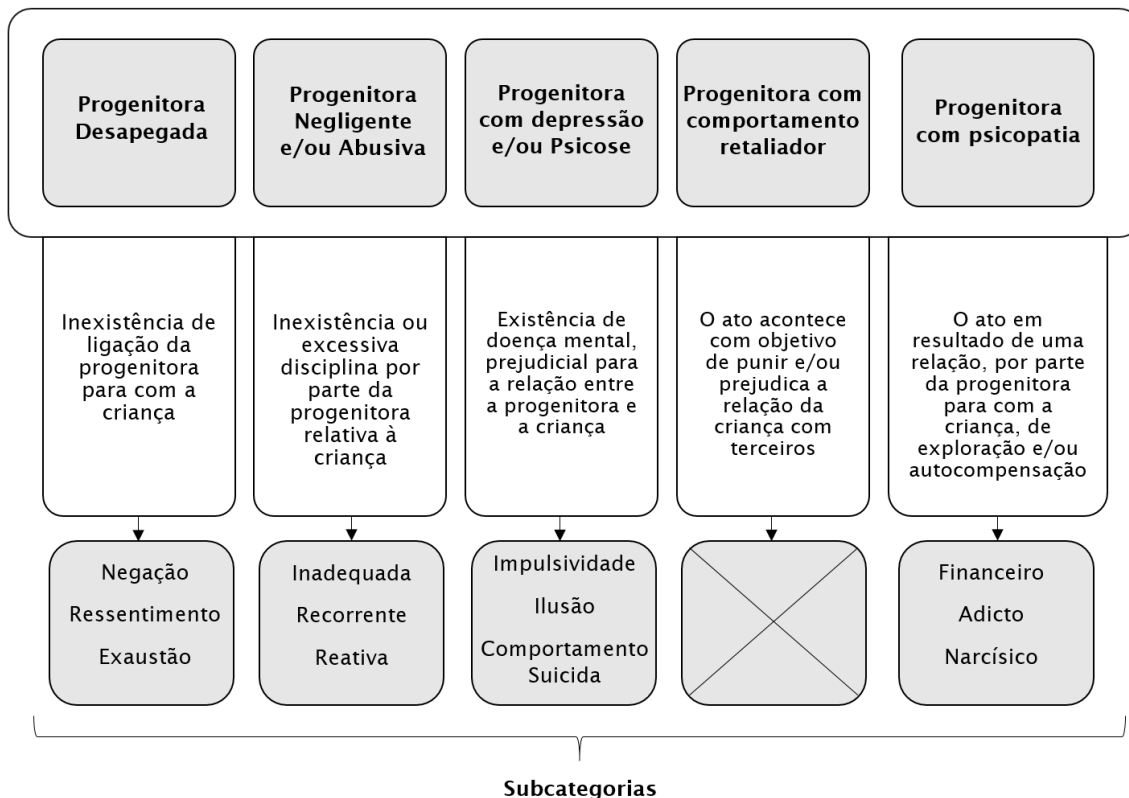 Progenitora
Desapegada
Progenitora
Negligente
e/ou Abusiva
Progenitora
com depressão
e/ou Psicose
Progenitora com
comportamento
retaliador
Progenitora
com psicopatia
Inexistência de
ligação da
progenitora
para com a
criança
Inexistência ou
excessiva
disciplina por
parte da
progenitora
relativa à
criança
Existência de
doença mental,
prejudicial para
a relação entre
a progenitora e
a criança
O ato acontece
com objetivo
de punir e/ou
prejudica a
relação da
criança com
terceiros
O ato em
resultado de uma
relação, por parte
da progenitora
para com a
criança, de
exploração e/ou
autocompensação
Negação
Ressentimento
Exaustão
Inadequada
Recorrente
Reativa
Impulsividade
Ilusão
Comportamento
Suicida
Financeiro
Adicto
Narcísico
Subcategorias